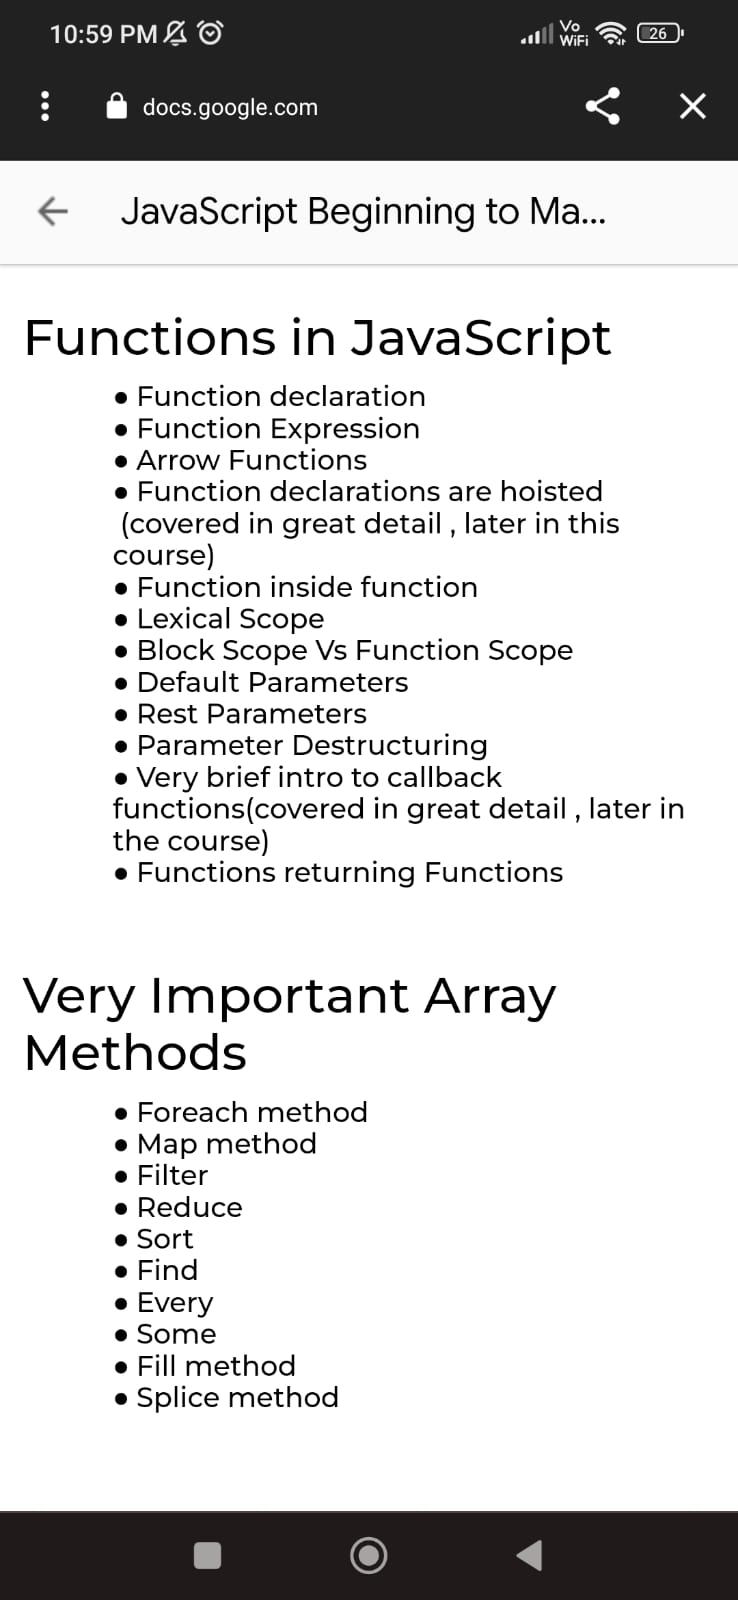 10:59 PM
Vo
WiFi
26
docs.google.com
JavaScript Beginning to Ma...
Functions in JavaScript
● Function declaration
● Function Expression
● Arrow Functions
● Function declarations are hoisted
(covered in great detail , later in this
course)
● Function inside function
● Lexical Scope
● Block Scope Vs Function Scope
● Default Parameters
● Rest Parameters
● Parameter Destructuring
● Very brief intro to callback
functions(covered in great detail , later in
the course)
● Functions returning Functions
Very Important Array
Methods
● Foreach method
● Map method
● Filter
● Reduce
● Sort
● Find
● Every
● Some
● Fill method
● Splice method